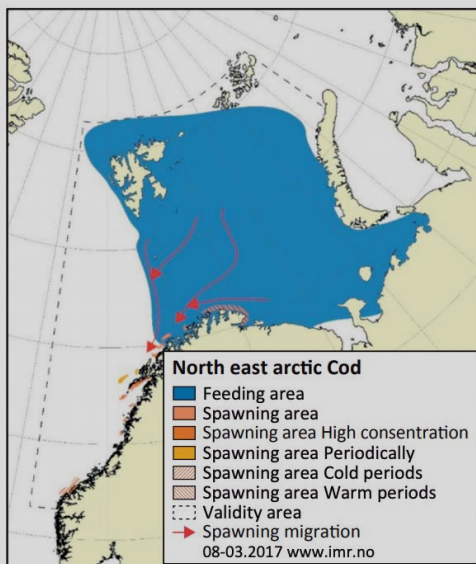 North east arctic Cod
Feeding area
Spawning area
Spawning area High consentration
Spawning area Periodically
Spawning area Cold periods
Spawning area Warm periods
Validity area
Spawning migration
08-03.2017 www.imr.no